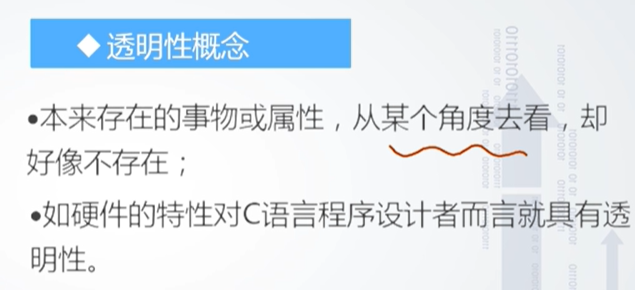 ◆ 透明性概念
•本来存在的事物或属性，从某个角度去看，却
好像不存在；
•如硬件的特性对C语言程序设计者而言就具有透
明性。